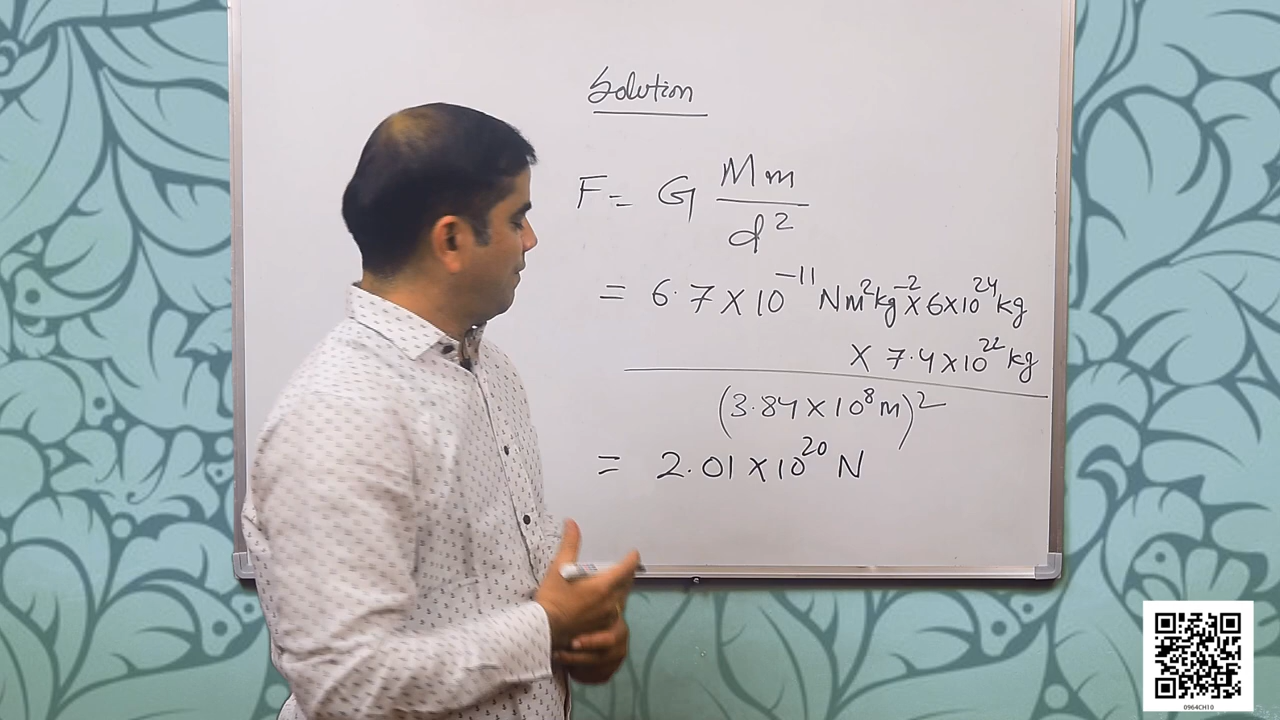 Solution
F = G Mm
d²
= 6.7 X 10⁻¹¹ Nm²kg⁻² X 6X10²⁴ kg
X 7.4 X 10²² kg
(3.84 X 10⁸ m)²
= 2.01 X 10²⁰ N
0964CH10